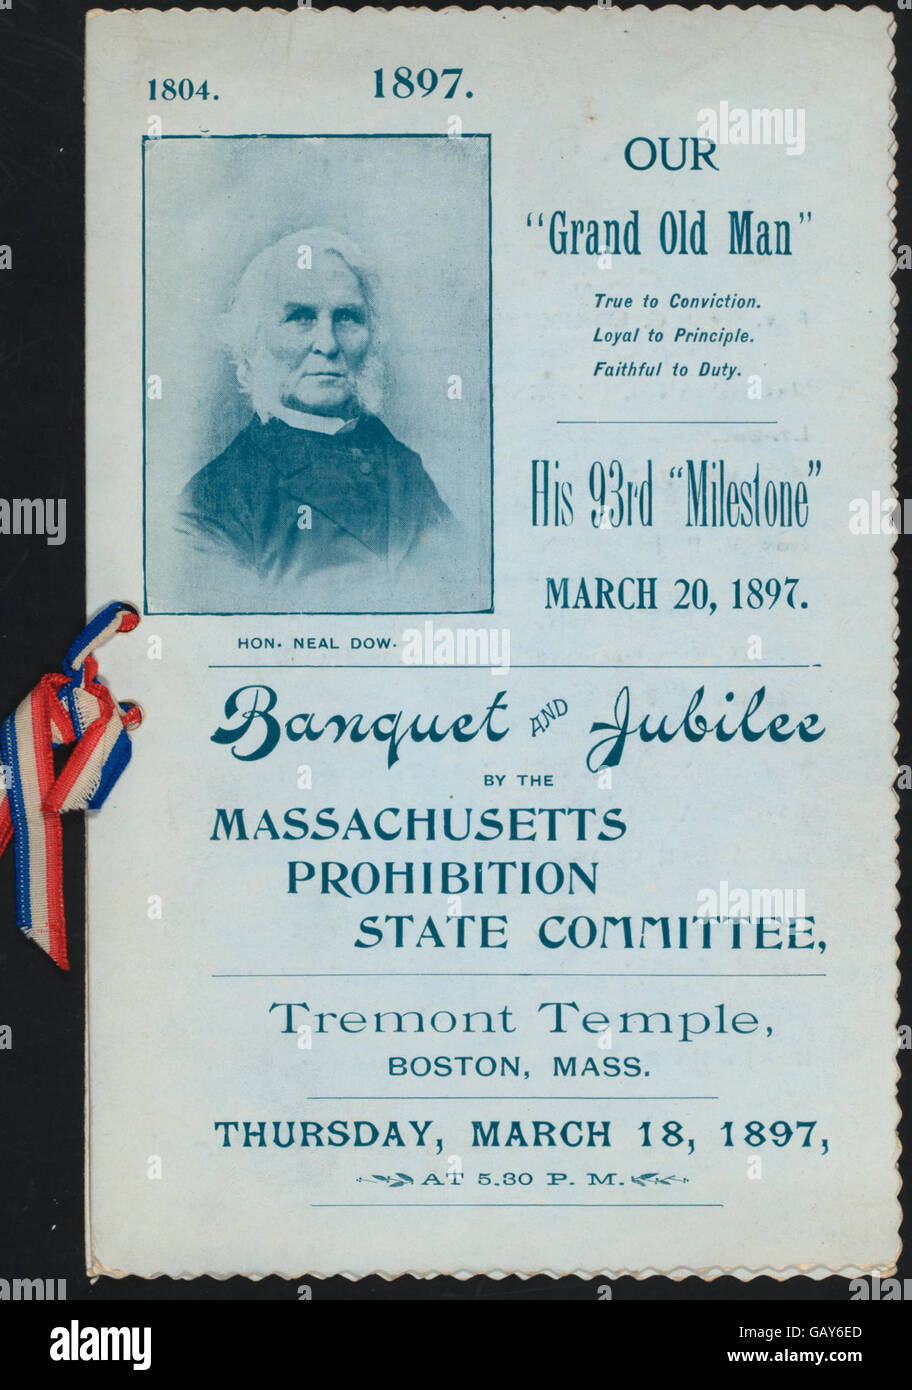 1804. 1897.
OUR
"Grand Old Man"
True to Conviction.
Loyal to Principle.
Faithful to Duty.
His 93rd "Milestone"
MARCH 20, 1897.
HON. NEAL DOW.
Banquet AND Jubilee
BY THE
MASSACHUSETTS
PROHIBITION
STATE COMMITTEE,
Tremont Temple,
BOSTON, MASS.
THURSDAY, MARCH 18, 1897,
AT 5.30 P. M.
alamy
Image ID: GAY6ED
www.alamy.com